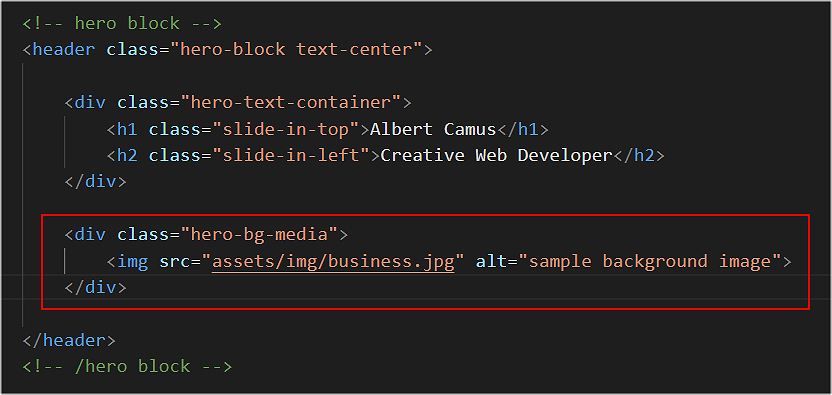 <!-- hero block -->
<header class="hero-block text-center">
<div class="hero-text-container">
<h1 class="slide-in-top">Albert Camus</h1>
<h2 class="slide-in-left">Creative Web Developer</h2>
</div>
<div class="hero-bg-media">
<img src="assets/img/business.jpg" alt="sample background image">
</div>
</header>
<!-- /hero block -->